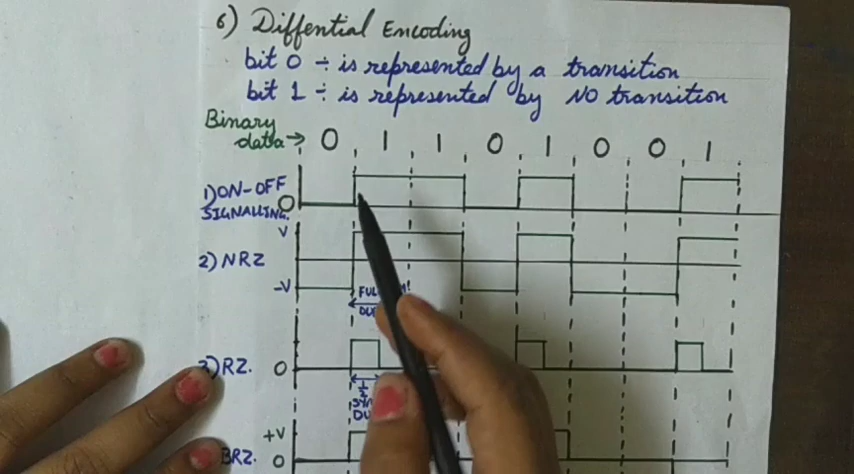 6) Diffential Encoding
bit 0 ÷ is represented by a transition
bit 1 ÷ is represented by NO transition
Binary
data→ 0 1 1 0 1 0 0 1
1) ON-OFF
SIGNALLING. 0
V
2) NRZ
-V
3) RZ. 0
1/2
+V
BRZ. 0